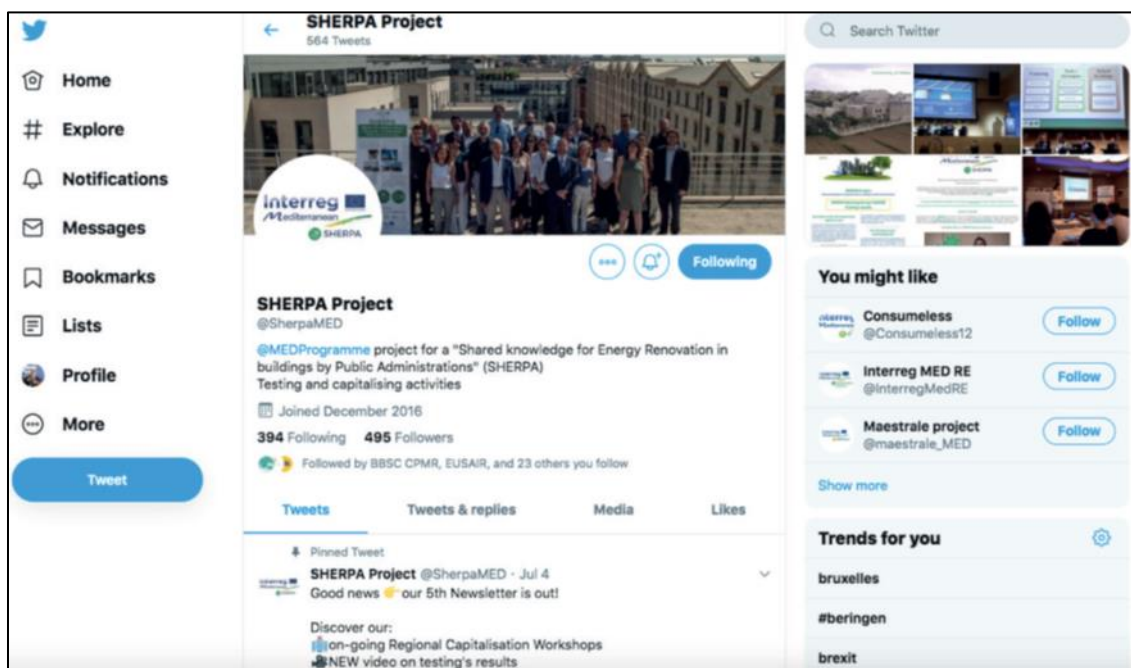 Home
Explore
Notifications
Messages
Bookmarks
Lists
Profile
More
Tweet
SHERPA Project
564 Tweets
Interreg
Mediterranean
SHERPA
Following
SHERPA Project
@SherpaMED
@MEDProgramme project for a "Shared knowledge for Energy Renovation in
buildings by Public Administrations" (SHERPA)
Testing and capitalising activities
Joined December 2016
394 Following 495 Followers
Followed by BBSC CPMR, EUSAIR, and 23 others you follow
Tweets Tweets & replies Media Likes
Pinned Tweet
SHERPA Project @SherpaMED · Jul 4
Good news 👉 our 5th Newsletter is out!
Discover our:
on-going Regional Capitalisation Workshops
NEW video on testing's results
Search Twitter
You might like
Consumeless
@Consumeless12
Follow
Interreg MED RE
@InterregMedRE
Follow
Maestrale project
@maestrale_MED
Follow
Show more
Trends for you
bruxelles
#beringen
brexit